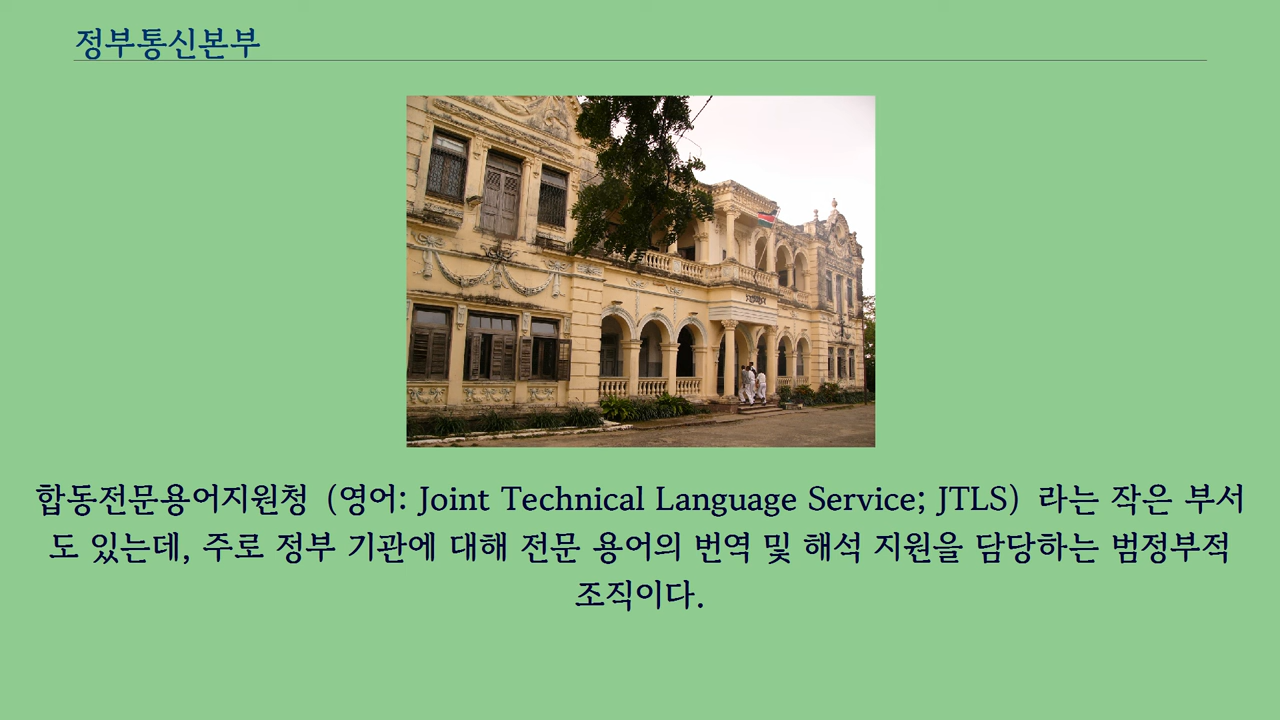 정부통신본부
합동전문용어지원청 (영어: Joint Technical Language Service; JTLS) 라는 작은 부서
도 있는데, 주로 정부 기관에 대해 전문 용어의 번역 및 해석 지원을 담당하는 범정부적
조직이다.